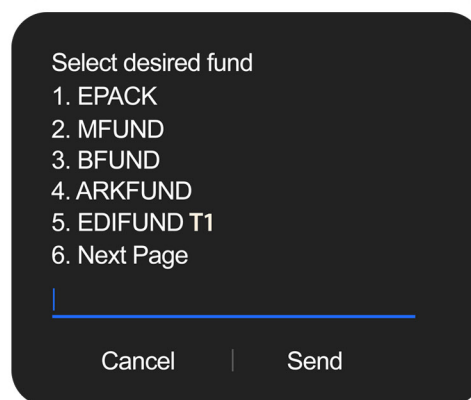 Select desired fund
1. EPACK
2. MFUND
3. BFUND
4. ARKFUND
5. EDIFUND T1
6. Next Page
Cancel | Send